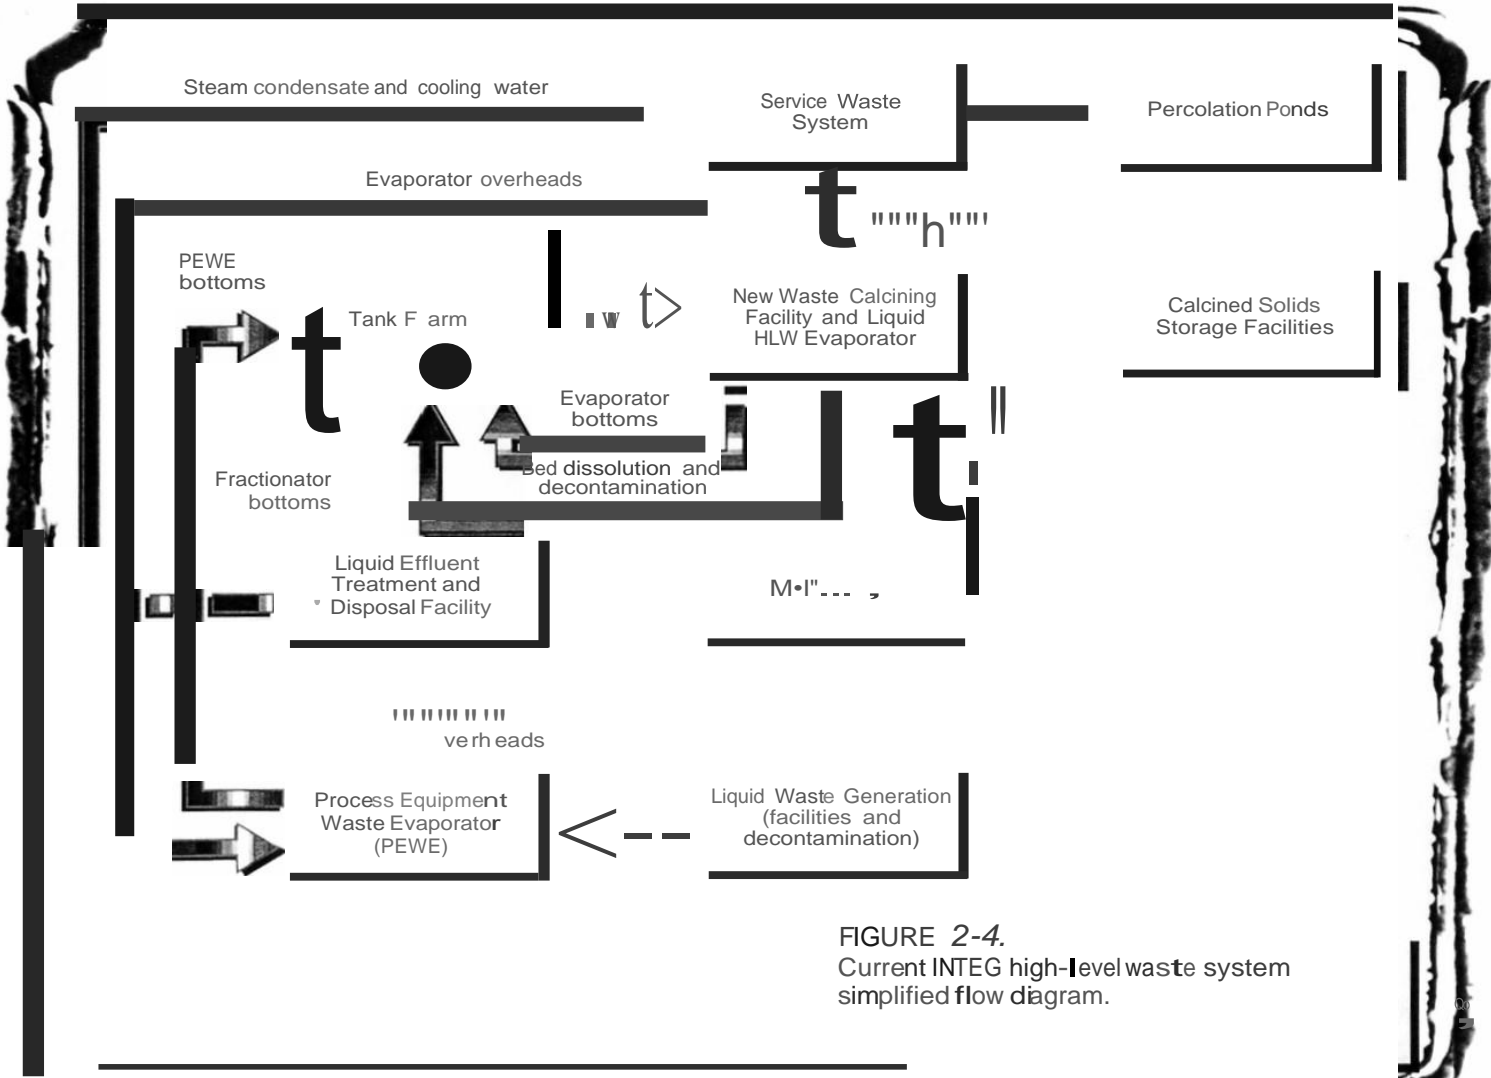 Steam condensate and cooling water
Service Waste
System
Percolation Ponds
Evaporator overheads
PEWE
bottoms
Tank F arm
New Waste Calcining
Facility and Liquid
HLW Evaporator
Calcined Solids
Storage Facilities
Evaporator
bottoms
Bed dissolution and
decontamination
Fractionator
bottoms
Liquid Effluent
Treatment and
Disposal Facility
verheads
Process Equipment
Waste Evaporator
(PEWE)
Liquid Waste Generation
(facilities and
decontamination)
FIGURE 2-4.
Current INTEG high-level waste system
simplified flow diagram.